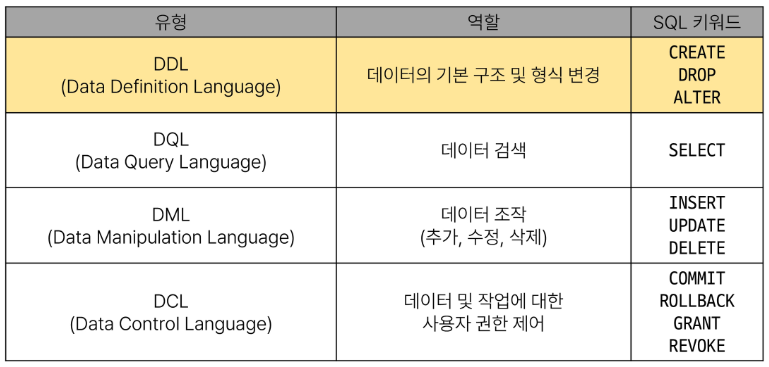 유형
역할
SQL 키워드
DDL
(Data Definition Language)
데이터의 기본 구조 및 형식 변경
CREATE
DROP
ALTER
DQL
(Data Query Language)
데이터 검색
SELECT
DML
(Data Manipulation Language)
데이터 조작
(추가, 수정, 삭제)
INSERT
UPDATE
DELETE
DCL
(Data Control Language)
데이터 및 작업에 대한
사용자 권한 제어
COMMIT
ROLLBACK
GRANT
REVOKE